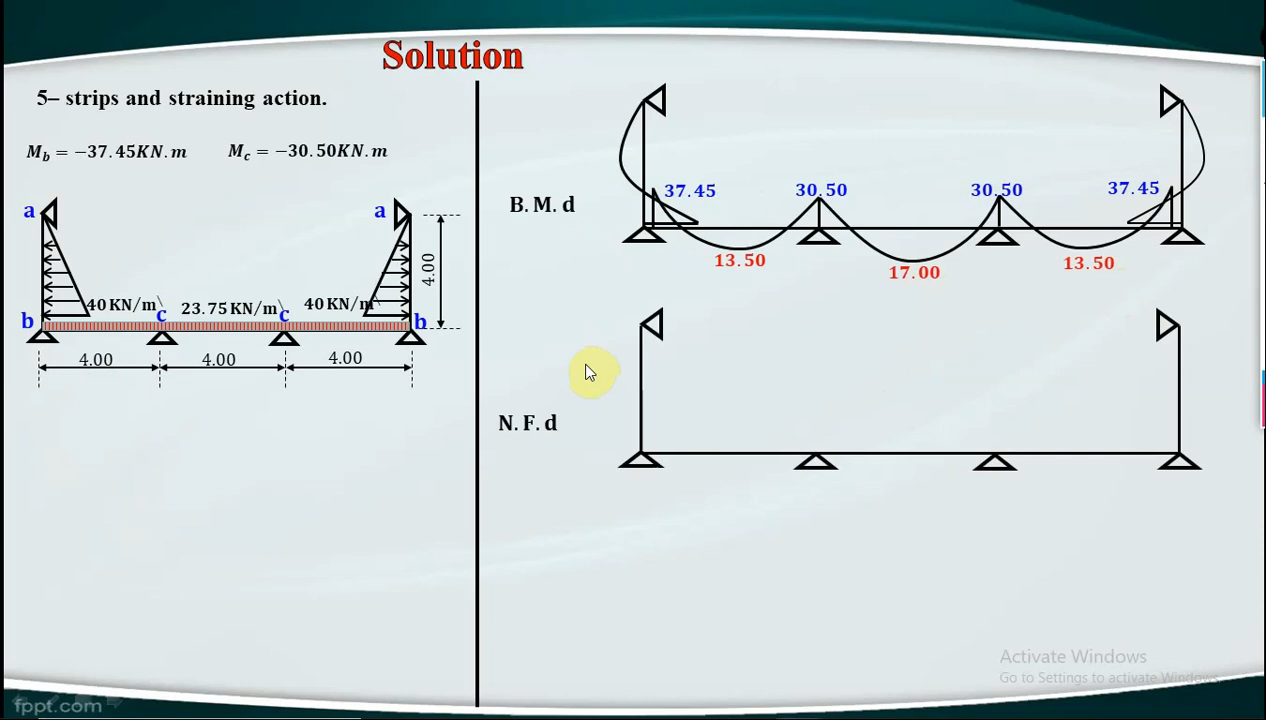 Solution
5– strips and straining action.
M_b = −37.45KN.m M_c = −30.50KN.m
a a
4.00
40 KN/m\ 23.75 KN/m\ 40 KN/m\
b c c b
4.00 4.00 4.00
B. M. d
37.45 30.50 30.50 37.45
13.50 17.00 13.50
N. F. d
Activate Windows
Go to Settings to activate Windows.
fppt.com